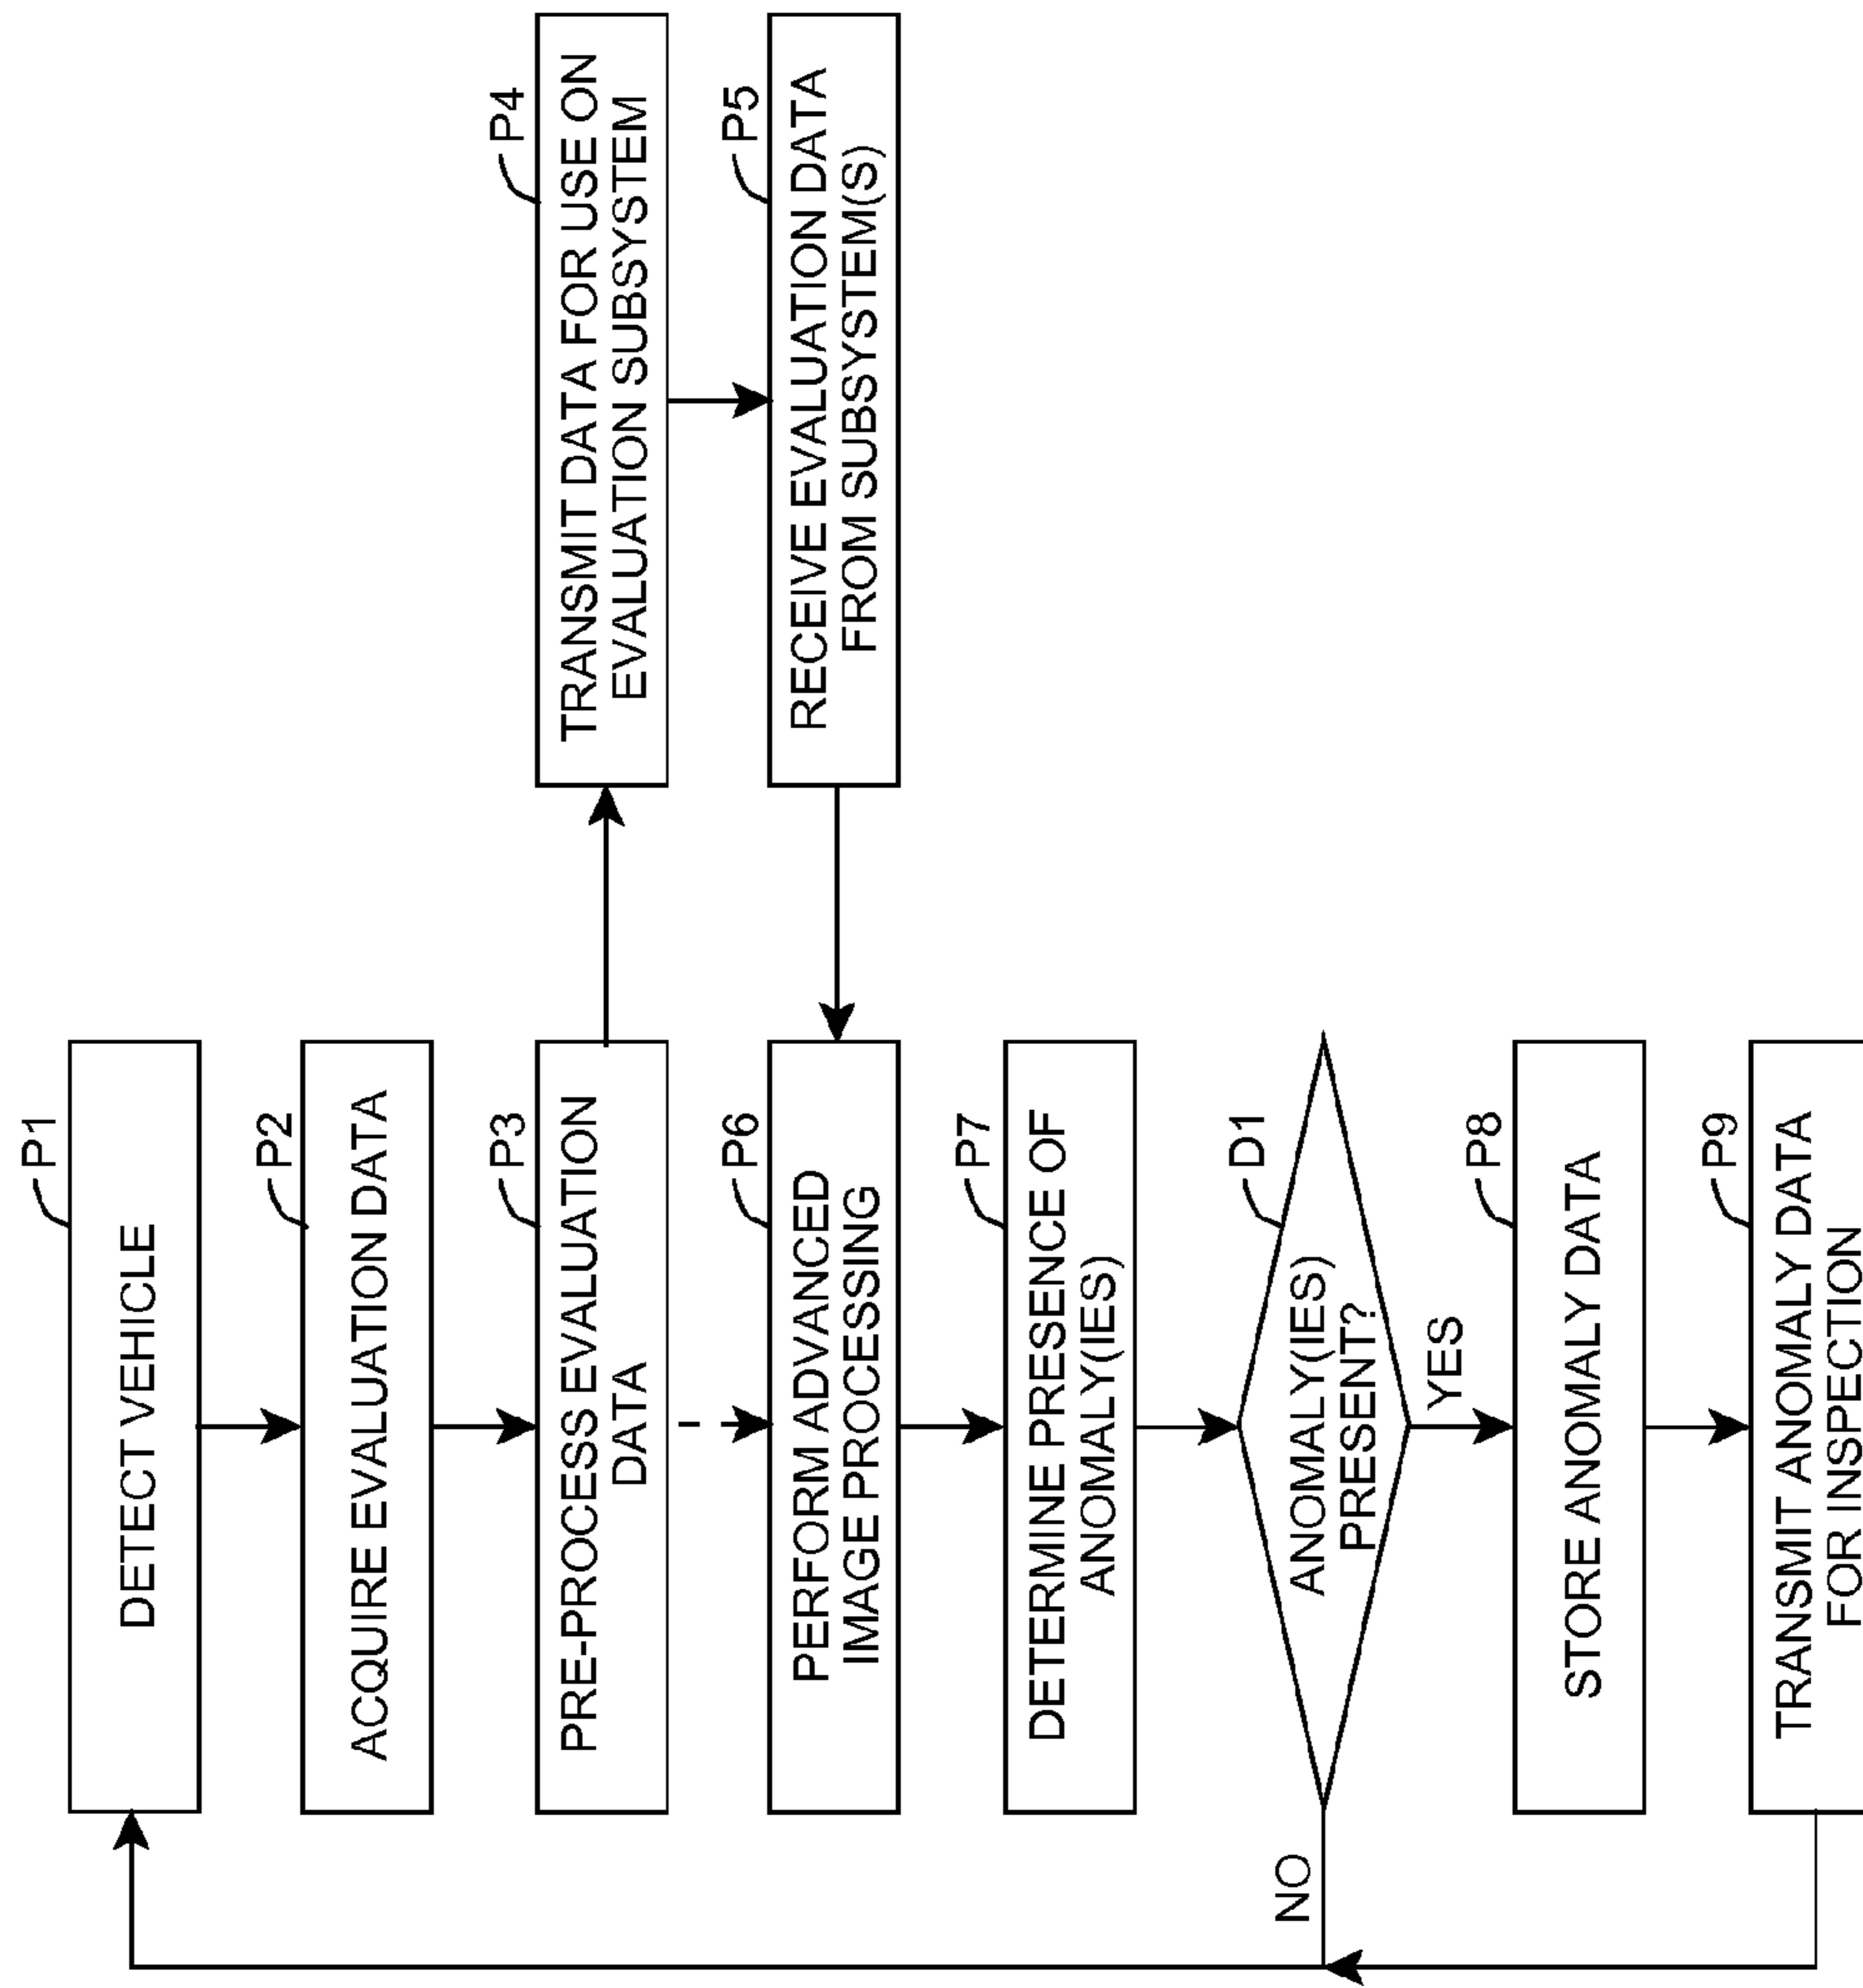 P1
DETECT VEHICLE
P2
ACQUIRE EVALUATION DATA
P3
PRE-PROCESS EVALUATION
DATA
P4
TRANSMIT DATA FOR USE ON
EVALUATION SUBSYSTEM
P5
RECEIVE EVALUATION DATA
FROM SUBSYSTEM(S)
P6
PERFORM ADVANCED
IMAGE PROCESSING
P7
DETERMINE PRESENCE OF
ANOMALY(IES)
D1
ANOMALY(IES)
PRESENT?
NO
YES
P8
STORE ANOMALY DATA
P9
TRANSMIT ANOMALY DATA
FOR INSPECTION